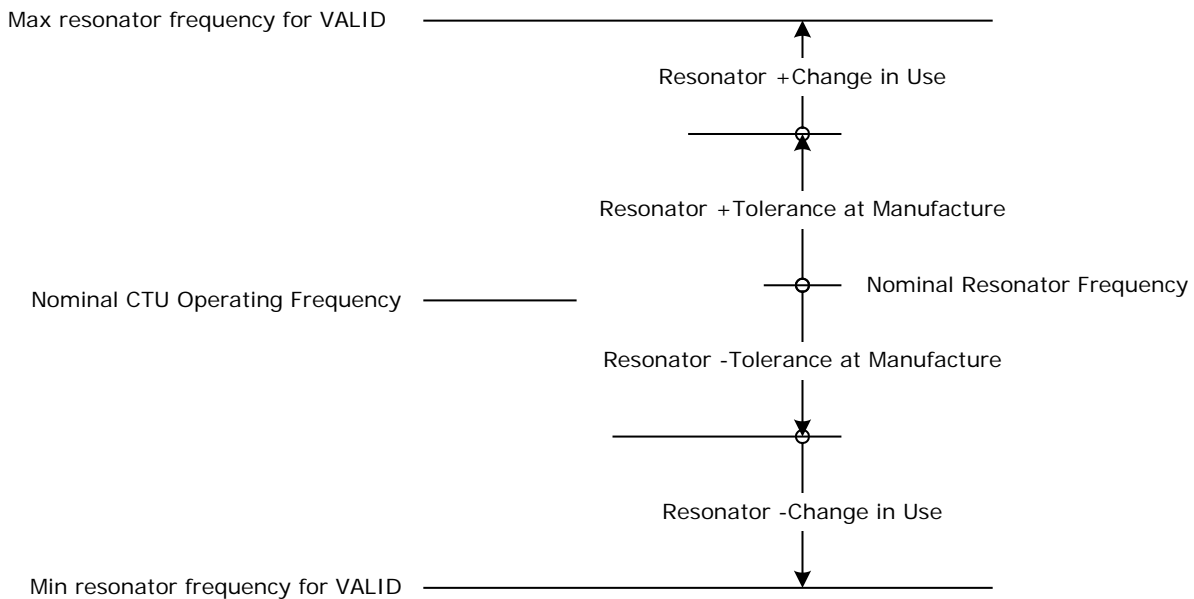 Max resonator frequency for VALID
Resonator +Change in Use
Resonator +Tolerance at Manufacture
Nominal CTU Operating Frequency
Nominal Resonator Frequency
Resonator -Tolerance at Manufacture
Resonator -Change in Use
Min resonator frequency for VALID